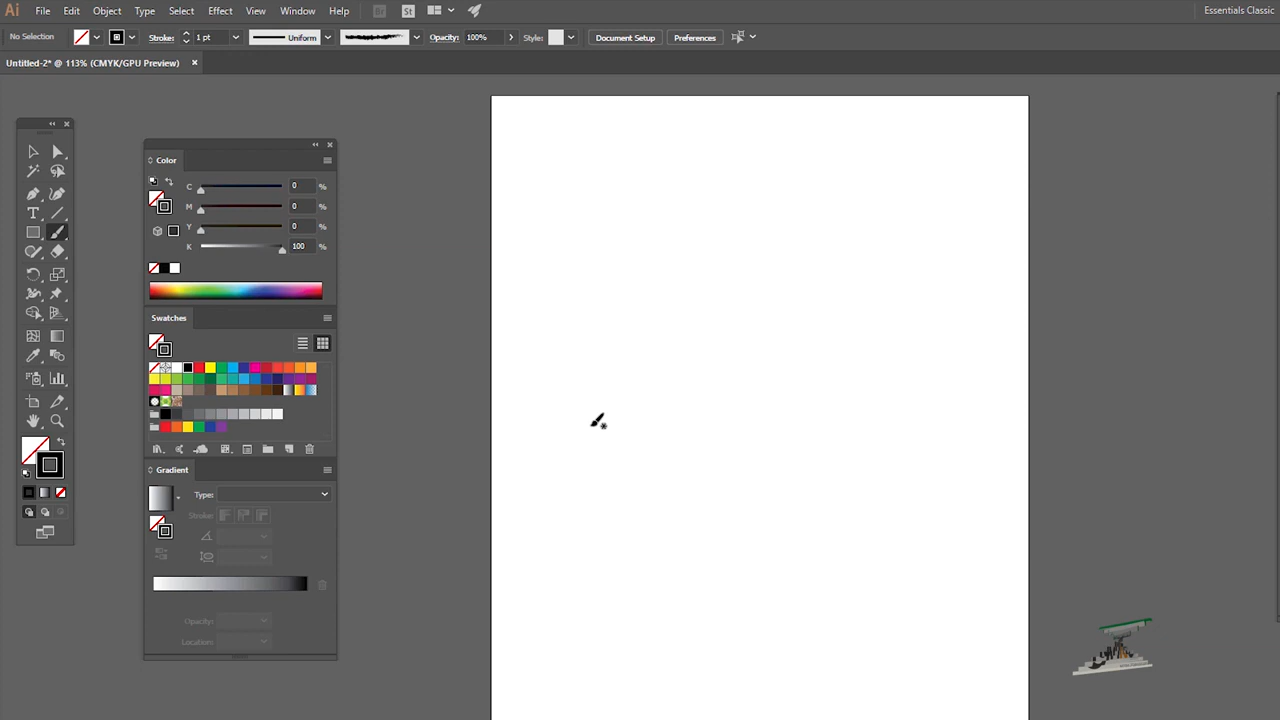 Ai File Edit Object Type Select Effect View Window Help Br St Essentials Classic
No Selection Stroke: 1 pt Uniform Opacity: 100% Style: Document Setup Preferences
Untitled-2* @ 113% (CMYK/GPU Preview)
Color
C 0 %
M 0 %
Y 0 %
K 100 %
Swatches
Gradient
Type:
Stroke:
Opacity:
Location: